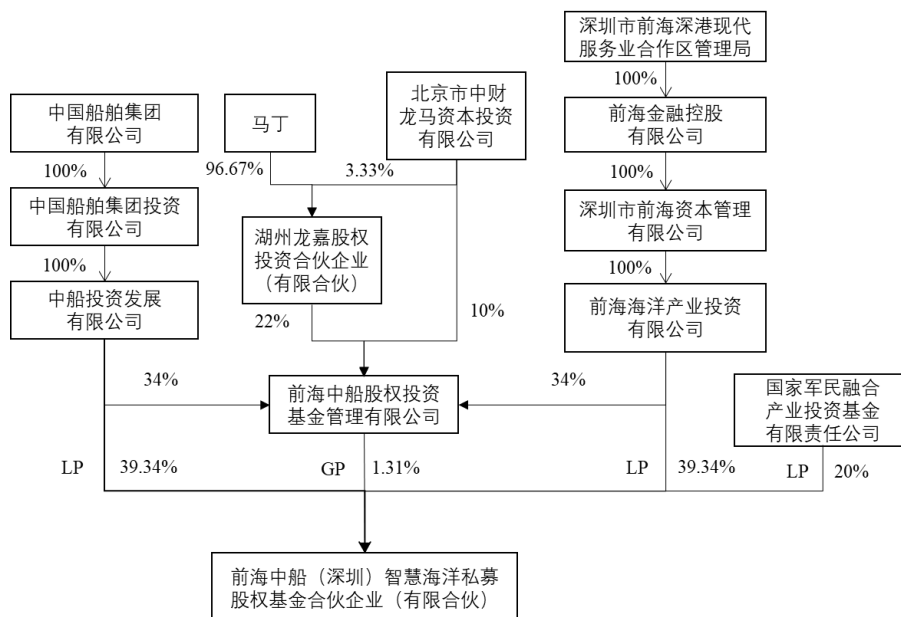 深圳市前海深港现代
服务业合作区管理局
100%
中国船舶集团
有限公司
马丁
北京市中财
龙马资本投资
有限公司
前海金融控股
有限公司
100%
96.67%
3.33%
100%
中国船舶集团投资
有限公司
湖州龙嘉股权
投资合伙企业
（有限合伙）
深圳市前海资本管理
有限公司
100%
100%
中船投资发展
有限公司
22%
10%
前海海洋产业投资
有限公司
34%
前海中船股权投资
基金管理有限公司
34%
国家军民融合
产业投资基金
有限责任公司
LP
39.34%
GP
1.31%
LP
39.34%
LP
20%
前海中船（深圳）智慧海洋私募
股权基金合伙企业（有限合伙）